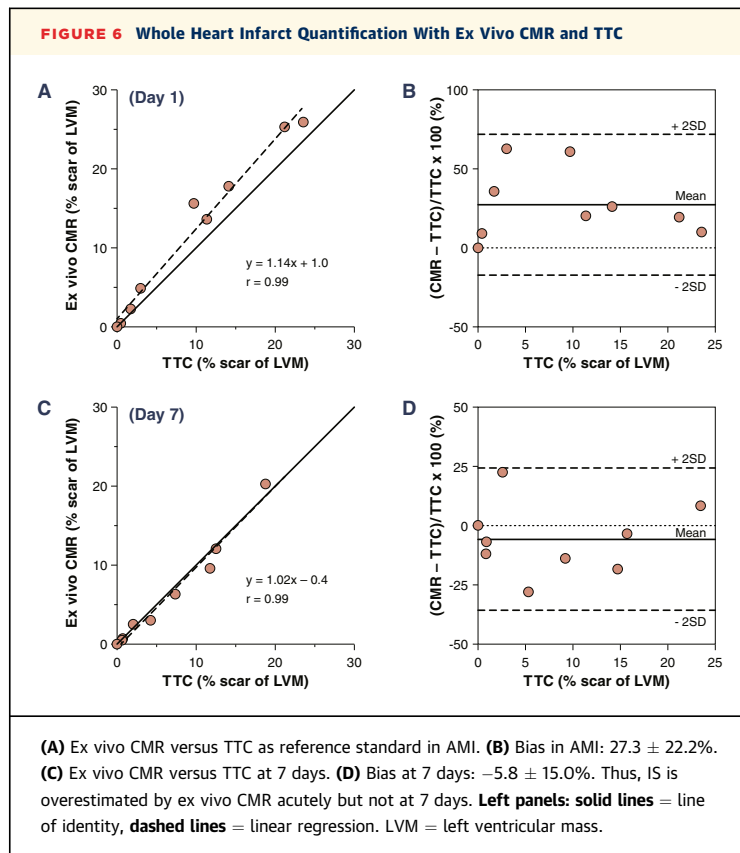 FIGURE 6 Whole Heart Infarct Quantification With Ex Vivo CMR and TTC
A
(Day 1)
30
20
10
0
Ex vivo CMR (% scar of LVM)
y = 1.14x + 1.0
r = 0.99
0 10 20 30
TTC (% scar of LVM)
B
100
50
0
-50
(CMR – TTC)/TTC x 100 (%)
+ 2SD
Mean
- 2SD
0 5 10 15 20 25
TTC (% scar of LVM)
C
(Day 7)
30
20
10
0
Ex vivo CMR (% scar of LVM)
y = 1.02x – 0.4
r = 0.99
0 10 20 30
TTC (% scar of LVM)
D
50
25
0
-25
-50
(CMR – TTC)/TTC x 100 (%)
+ 2SD
Mean
- 2SD
0 5 10 15 20 25
TTC (% scar of LVM)
(A) Ex vivo CMR versus TTC as reference standard in AMI. (B) Bias in AMI: 27.3 ± 22.2%.
(C) Ex vivo CMR versus TTC at 7 days. (D) Bias at 7 days: −5.8 ± 15.0%. Thus, IS is
overestimated by ex vivo CMR acutely but not at 7 days. Left panels: solid lines = line
of identity, dashed lines = linear regression. LVM = left ventricular mass.